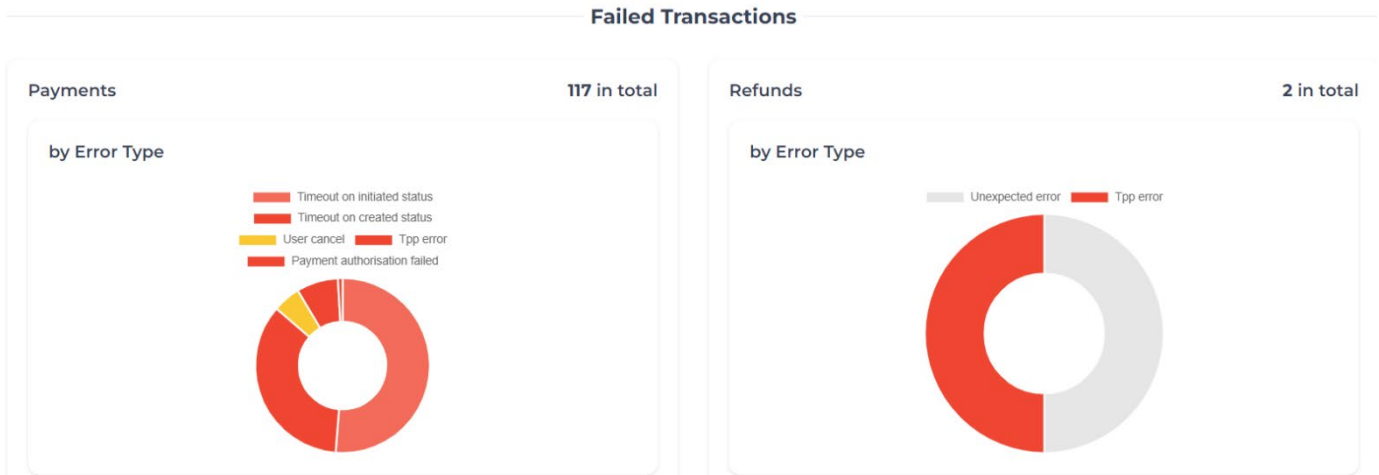 Failed Transactions
Payments
117 in total
by Error Type
Timeout on initiated status
Timeout on created status
User cancel
Tpp error
Payment authorisation failed
Refunds
2 in total
by Error Type
Unexpected error
Tpp error